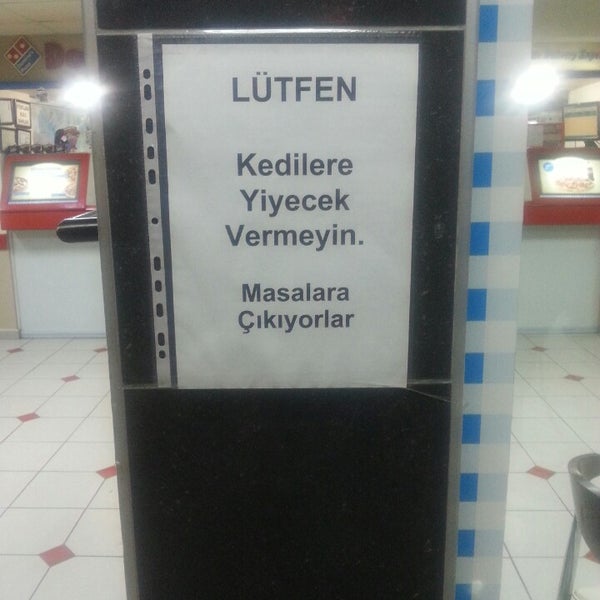 LÜTFEN
Kedilere
Yiyecek
Vermeyin.
Masalara
Çıkıyorlar